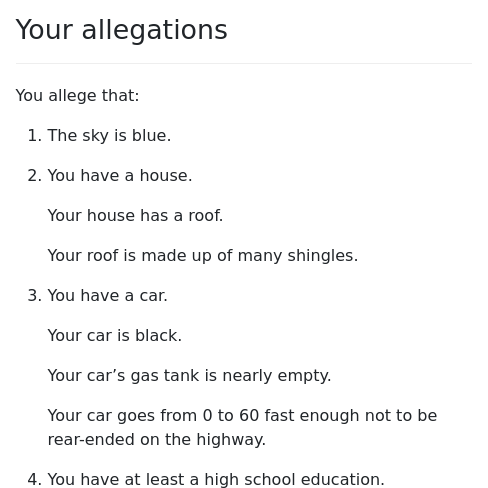 Your allegations
You allege that:
1. The sky is blue.
2. You have a house.
Your house has a roof.
Your roof is made up of many shingles.
3. You have a car.
Your car is black.
Your car’s gas tank is nearly empty.
Your car goes from 0 to 60 fast enough not to be
rear-ended on the highway.
4. You have at least a high school education.